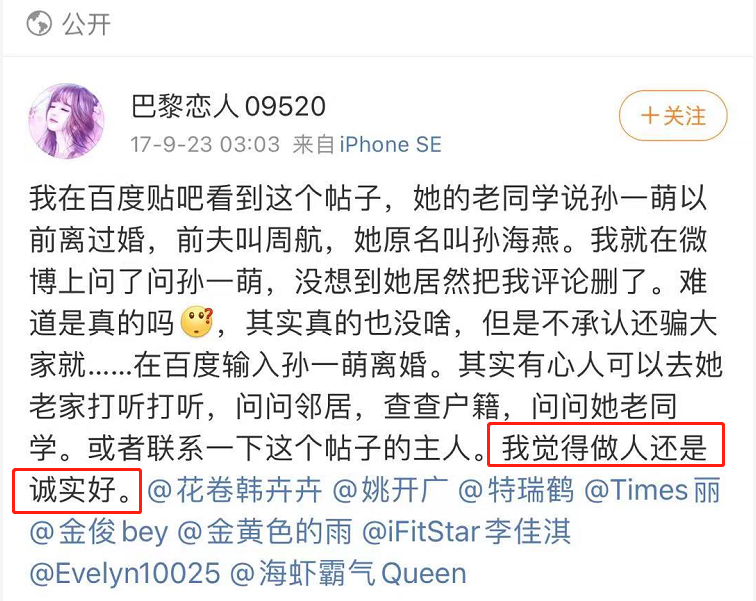 公开
巴黎恋人09520
17-9-23 03:03 来自iPhone SE
+关注
我在百度贴吧看到这个帖子，她的老同学说孙一萌以
前离过婚，前夫叫周航，她原名叫孙海燕。我就在微
博上问了问孙一萌，没想到她居然把我评论删了。难
道是真的吗，其实真的也没啥，但是不承认还骗大
家就……在百度输入孙一萌离婚。其实有心人可以去她
老家打听打听，问问邻居，查查户籍，问问她老同
学。或者联系一下这个帖子的主人。我觉得做人还是
诚实好。@花卷韩卉卉 @姚开广 @特瑞鹤 @Times丽
@金俊bey @金黄色的雨 @iFitStar李佳淇
@Evelyn10025 @海虾霸气Queen